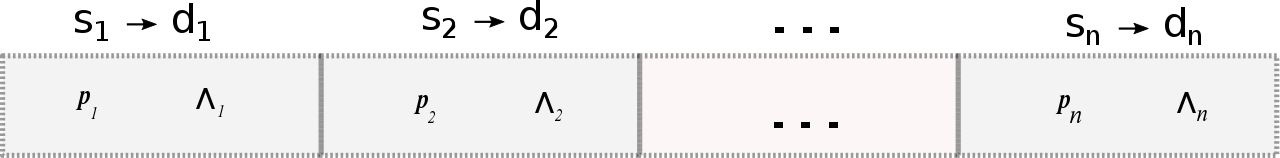 s₁ → d₁ s₂ → d₂ ... sₙ → dₙ
p₁ Λ₁ p₂ Λ₂ ... pₙ Λₙ